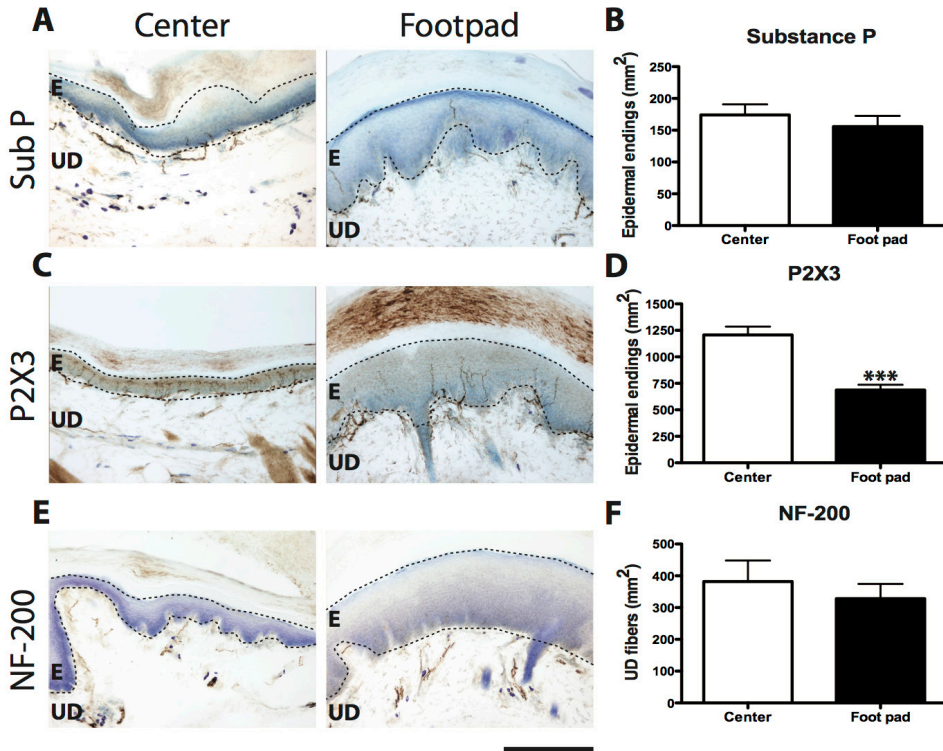 A
Center
Footpad
Sub P
E
UD
E
UD
B
Substance P
Epidermal endings (mm²)
250
200
150
100
50
0
Center
Foot pad
C
P2X3
E
UD
E
UD
D
P2X3
Epidermal endings (mm²)
1500
1250
1000
750
500
250
0
***
Center
Foot pad
E
NF-200
E
UD
E
UD
F
NF-200
UD fibers (mm²)
500
400
300
200
100
0
Center
Foot pad